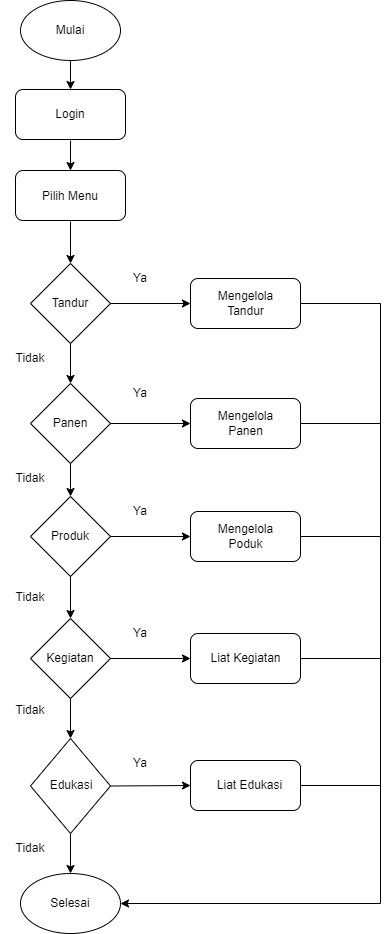 Mulai
Login
Pilih Menu
Tandur
Ya
Mengelola
Tandur
Tidak
Panen
Ya
Mengelola
Panen
Tidak
Produk
Ya
Mengelola
Poduk
Tidak
Kegiatan
Ya
Liat Kegiatan
Tidak
Edukasi
Ya
Liat Edukasi
Tidak
Selesai